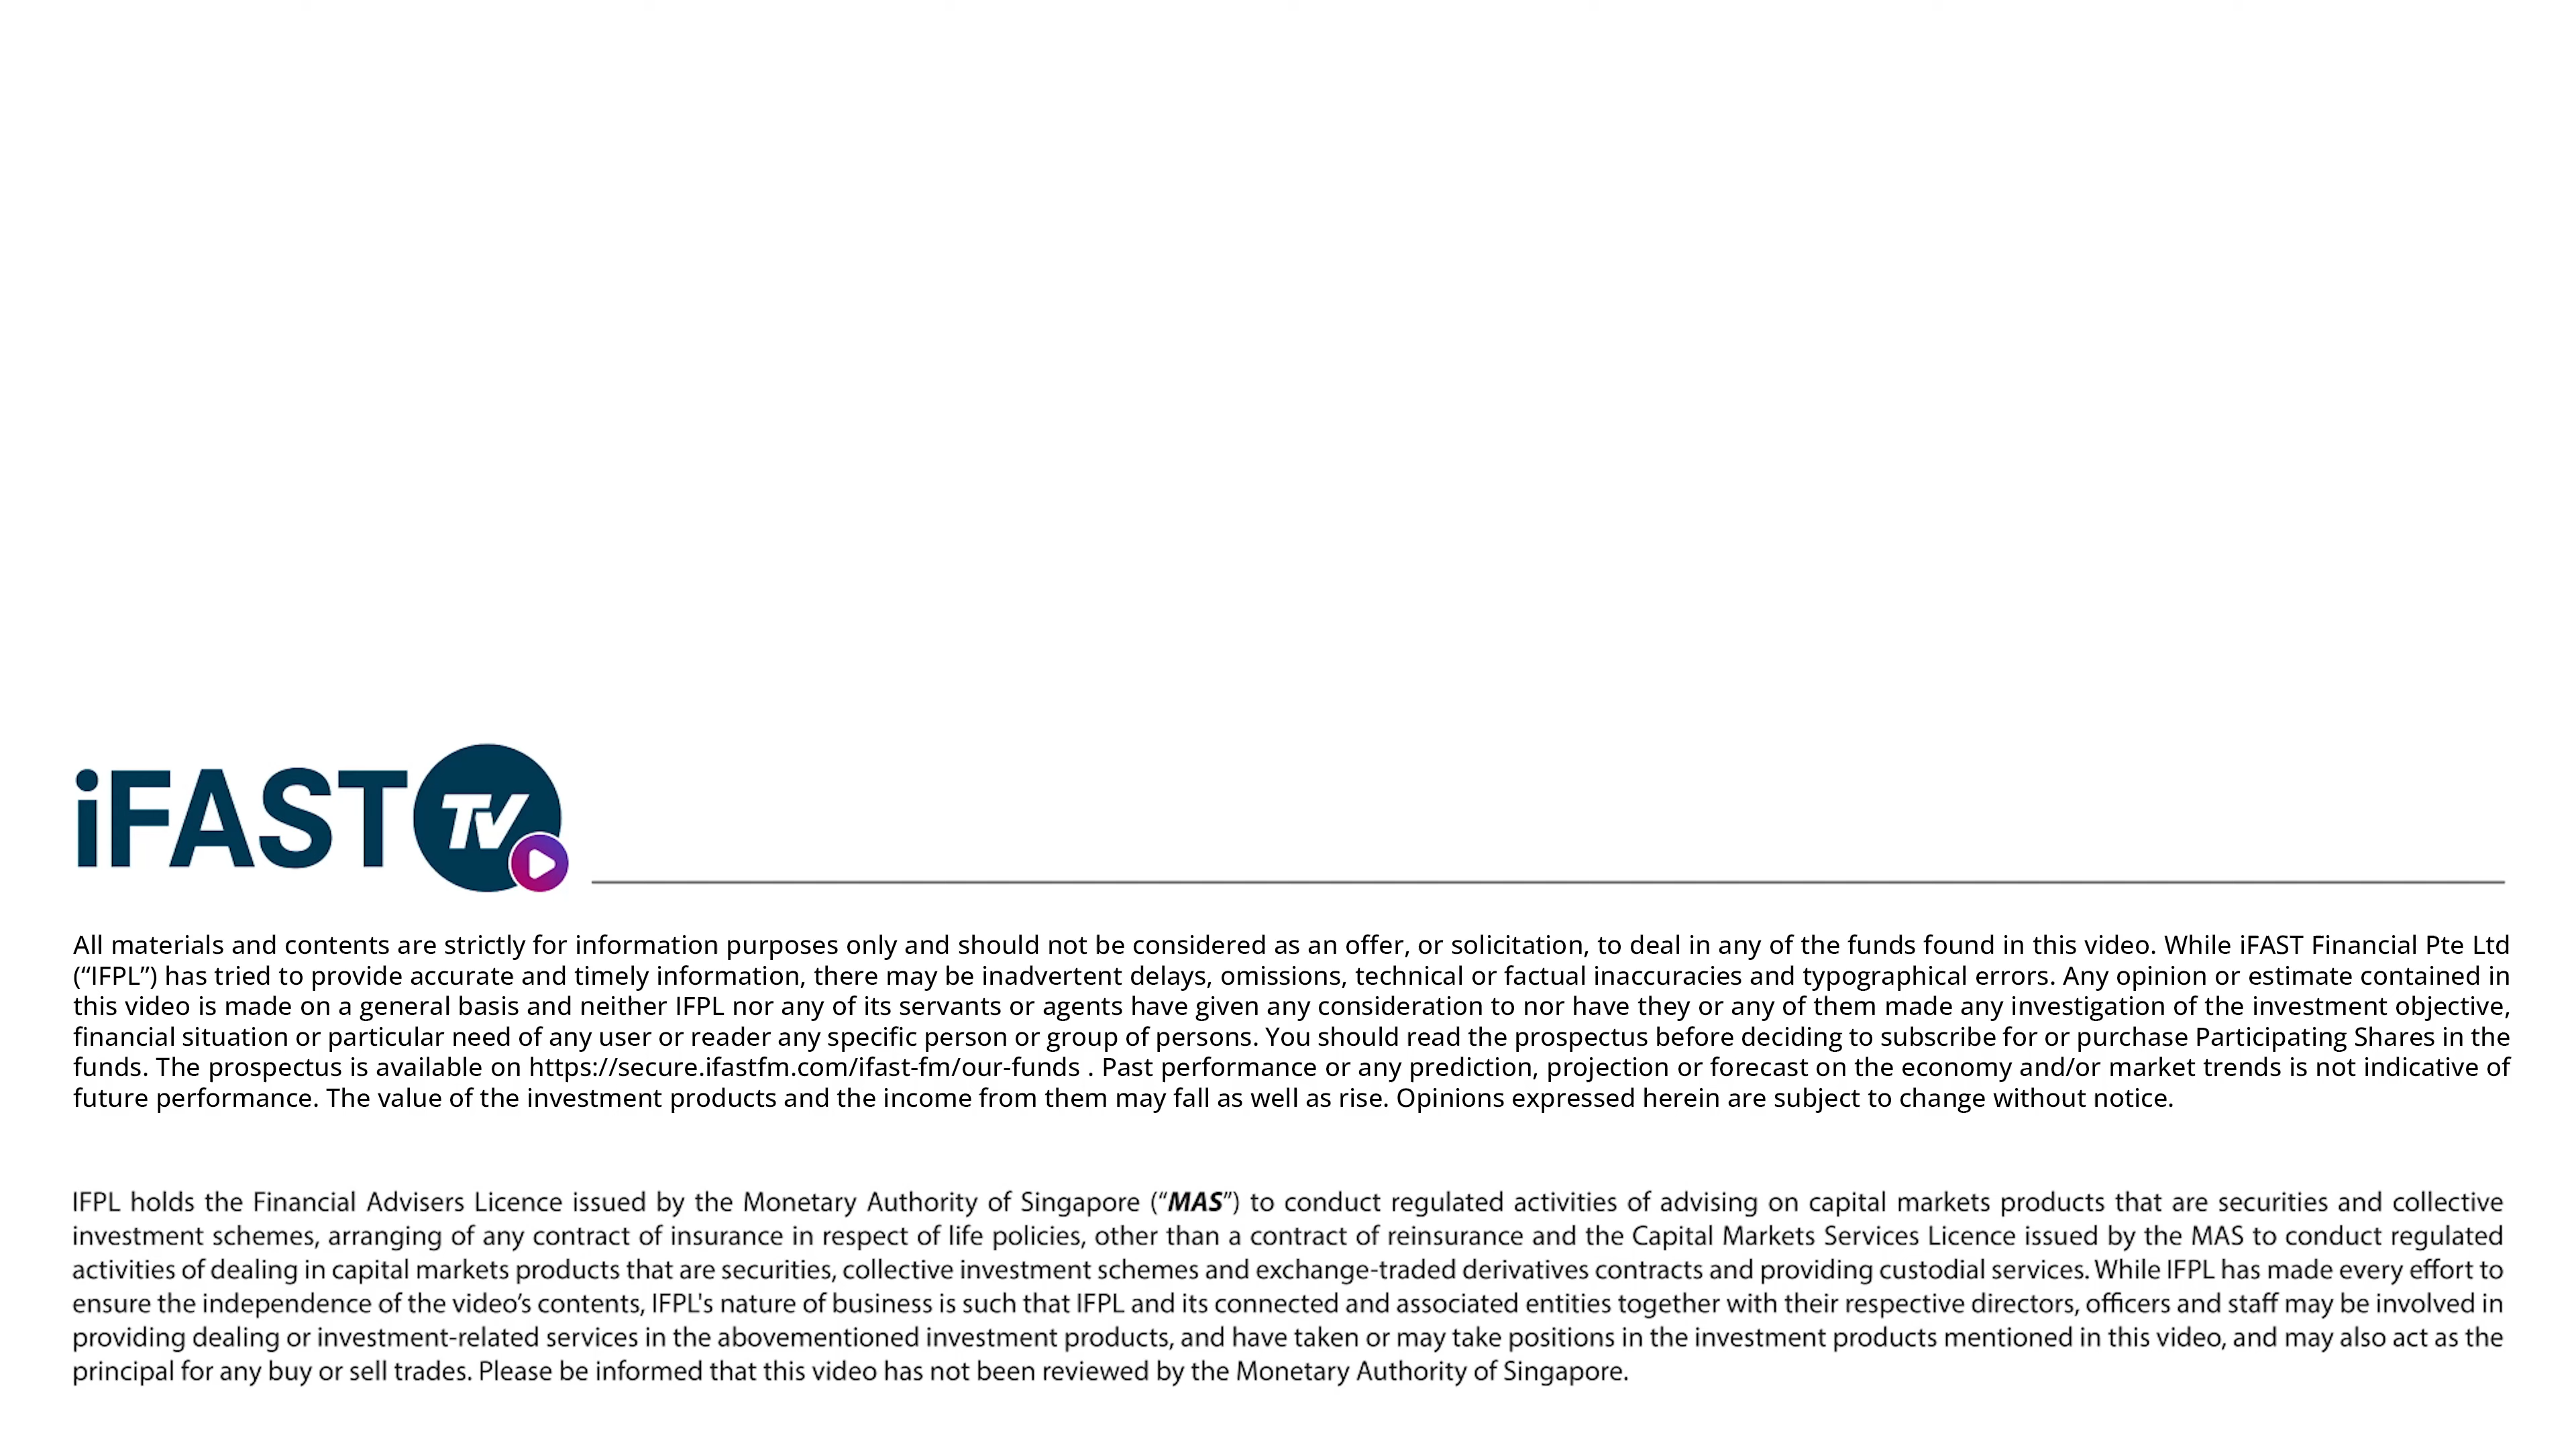 iFAST TV
All materials and contents are strictly for information purposes only and should not be considered as an offer, or solicitation, to deal in any of the funds found in this video. While iFAST Financial Pte Ltd
(“IFPL”) has tried to provide accurate and timely information, there may be inadvertent delays, omissions, technical or factual inaccuracies and typographical errors. Any opinion or estimate contained in
this video is made on a general basis and neither IFPL nor any of its servants or agents have given any consideration to nor have they or any of them made any investigation of the investment objective,
financial situation or particular need of any user or reader any specific person or group of persons. You should read the prospectus before deciding to subscribe for or purchase Participating Shares in the
funds. The prospectus is available on https://secure.ifastfm.com/ifast-fm/our-funds . Past performance or any prediction, projection or forecast on the economy and/or market trends is not indicative of
future performance. The value of the investment products and the income from them may fall as well as rise. Opinions expressed herein are subject to change without notice.
IFPL holds the Financial Advisers Licence issued by the Monetary Authority of Singapore (“MAS”) to conduct regulated activities of advising on capital markets products that are securities and collective
investment schemes, arranging of any contract of insurance in respect of life policies, other than a contract of reinsurance and the Capital Markets Services Licence issued by the MAS to conduct regulated
activities of dealing in capital markets products that are securities, collective investment schemes and exchange-traded derivatives contracts and providing custodial services. While IFPL has made every effort to
ensure the independence of the video’s contents, IFPL's nature of business is such that IFPL and its connected and associated entities together with their respective directors, officers and staff may be involved in
providing dealing or investment-related services in the abovementioned investment products, and have taken or may take positions in the investment products mentioned in this video, and may also act as the
principal for any buy or sell trades. Please be informed that this video has not been reviewed by the Monetary Authority of Singapore.